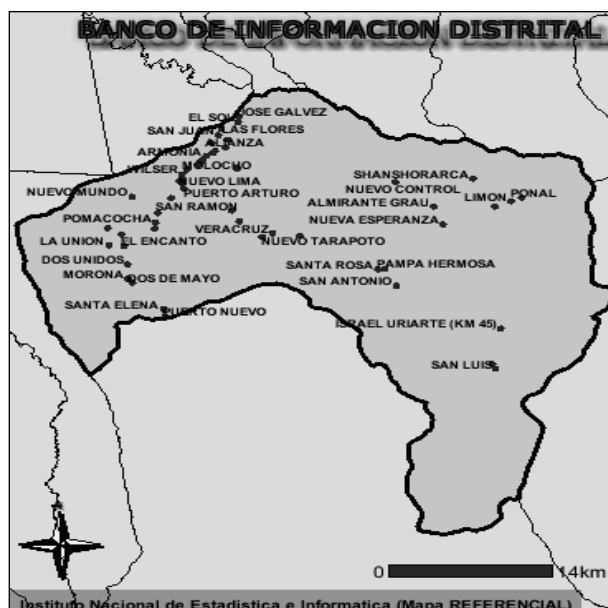 BANCO DE INFORMACION DISTRITAL
JOSE GALVEZ
EL SOL
SAN JUAN
LAS FLORES
ALIANZA
ARMONIA
MOLOCHO
WILSER
NUEVO LIMA
SHANSHORARCA
NUEVO MUNDO
PUERTO ARTURO
NUEVO CONTROL
LIMON
PONAL
SAN RAMON
ALMIRANTE GRAU
POMACOCHA
NUEVA ESPERANZA
VERACRUZ
LA UNION
EL ENCANTO
NUEVO TARAPOTO
DOS UNIDOS
SANTA ROSA
PAMPA HERMOSA
MORONA
DOS DE MAYO
SAN ANTONIO
SANTA ELENA
PUERTO NUEVO
ISRAEL URIARTE (KM 45)
SAN LUIS
0 14km
Instituto Nacional de Estadistica e Informatica (Mapa REFERENCIAL)